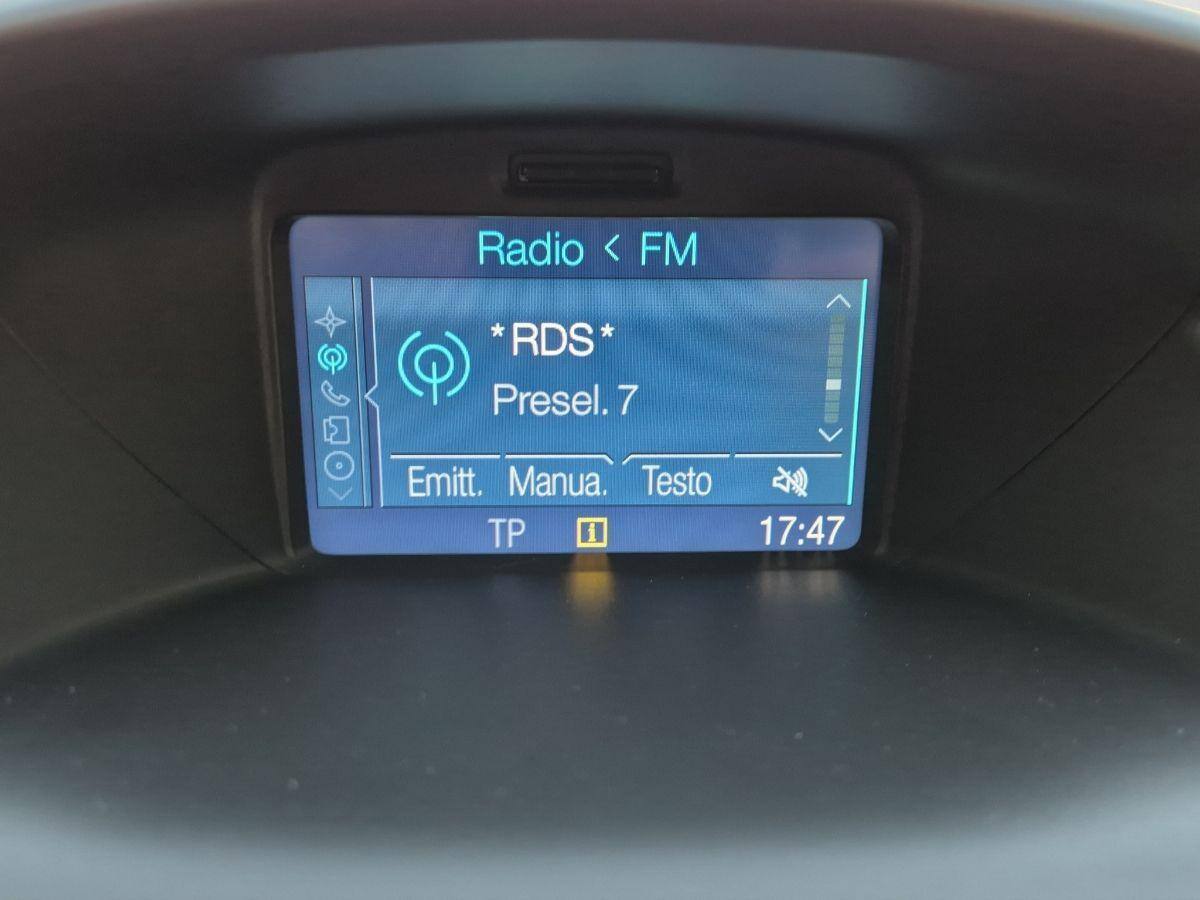 Radio < FM
*RDS*
Presel. 7
Emitt. Manua. Testo
TP i 17:47